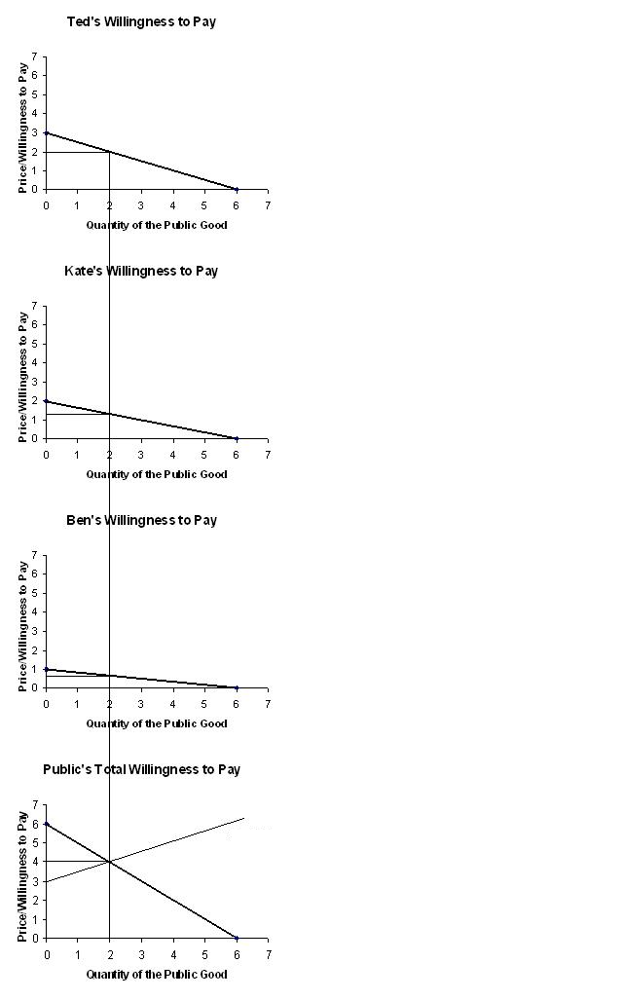 Ted's Willingness to Pay
Price/Willingness to Pay
7
6
5
4
3
2
1
0
0 1 2 3 4 5 6 7
Quantity of the Public Good
Kate's Willingness to Pay
Price/Willingness to Pay
7
6
5
4
3
2
1
0
0 1 2 3 4 5 6 7
Quantity of the Public Good
Ben's Willingness to Pay
Price/Willingness to Pay
7
6
5
4
3
2
1
0
0 1 2 3 4 5 6 7
Quantity of the Public Good
Public's Total Willingness to Pay
Price/Willingness to Pay
7
6
5
4
3
2
1
0
0 1 2 3 4 5 6 7
Quantity of the Public Good